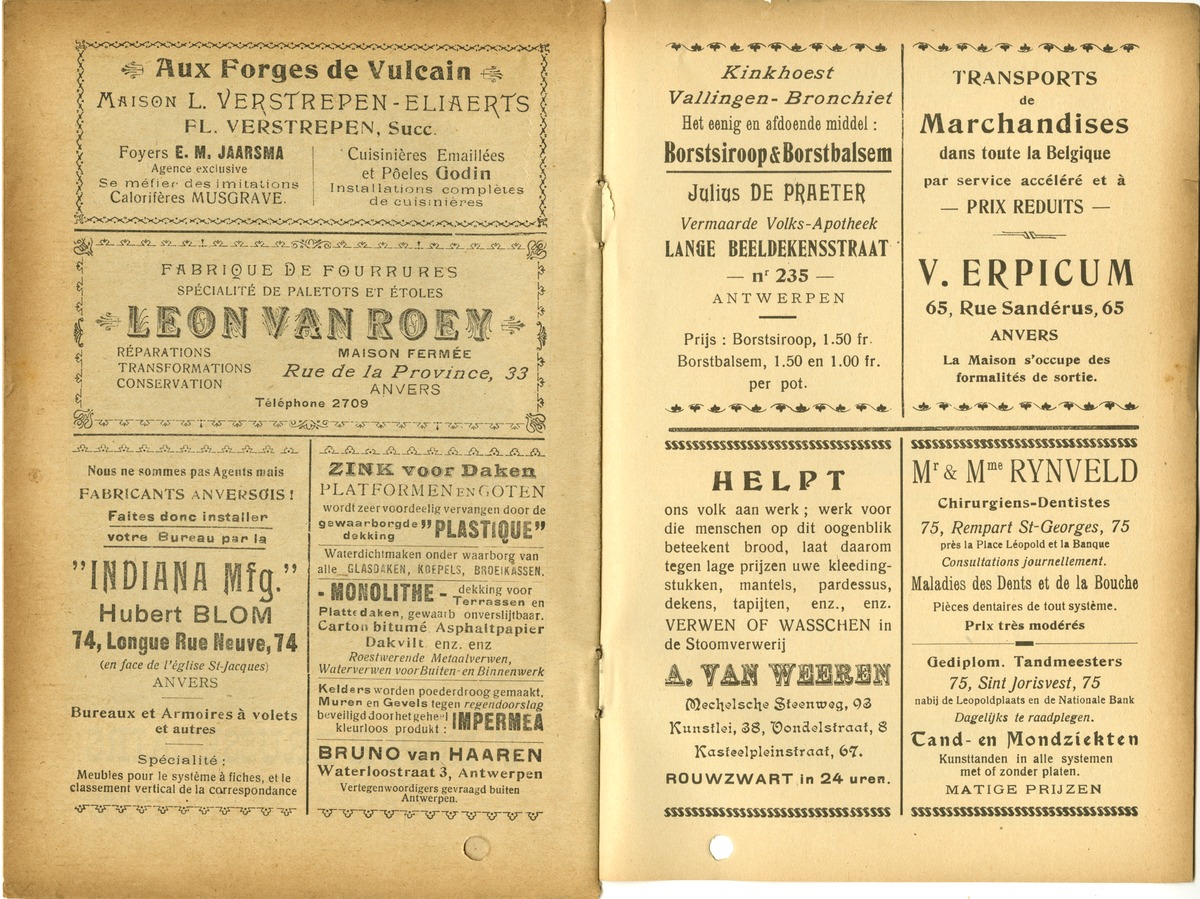 Aux Forges de Vulcain
MAISON L. VERSTREPEN-ELIAERTS
FL. VERSTREPEN, Succ.
Foyers E. M. JAARSMA
Agence exclusive
Se méfier des imitations
Calorifères MUSGRAVE.
Cuisinières Emaillées
et Pôeles Godin
Installations complètes
de cuisinières
FABRIQUE DE FOURRURES
SPÉCIALITÉ DE PALETOTS ET ÉTOLES
LEON VAN ROEY
RÉPARATIONS
TRANSFORMATIONS
CONSERVATION
MAISON FERMÉE
Rue de la Province, 33
ANVERS
Téléphone 2709
Nous ne sommes pas Agents mais
FABRICANTS ANVERSOIS !
Faites donc installer
votre Bureau par la
"INDIANA Mfg."
Hubert BLOM
74, Longue Rue Neuve, 74
(en face de l'église St-Jacques)
ANVERS
Bureaux et Armoires à volets
et autres
Spécialité :
Meubles pour le système à fiches, et le
classement vertical de la correspondance
ZINK voor Daken
PLATFORMEN EN GOTEN
wordt zeer voordeelig vervangen door de
gewaarborgde
dekking
"PLASTIQUE"
Waterdichtmaken onder waarborg van
alle GLASDAKEN, KOEPELS, BROEIKASSEN.
- MONOLITHE - dekking voor
Terrassen en
Platte daken, gewaarb onverslijtbaar.
Carton bitumé Asphaltpapier
Dakvilt enz. enz
Roestwerende Metaalverwen,
Waterverwen voor Buiten- en Binnenwerk
Kelders worden poederdroog gemaakt.
Muren en Gevels tegen regendoorslag
beveiligd door het geheel
kleurloos produkt :
IMPERMEA
BRUNO van HAAREN
Waterloostraat 3, Antwerpen
Vertegenwoordigers gevraagd buiten
Antwerpen.
Kinkhoest
Vallingen- Bronchiet
Het eenig en afdoende middel :
Borstsiroop & Borstbalsem
Julius DE PRAETER
Vermaarde Volks-Apotheek
LANGE BEELDEKENSSTRAAT
— nr 235 —
ANTWERPEN
Prijs : Borstsiroop, 1.50 fr.
Borstbalsem, 1.50 en 1.00 fr.
per pot.
TRANSPORTS
de
Marchandises
dans toute la Belgique
par service accéléré et à
— PRIX REDUITS —
V. ERPICUM
65, Rue Sandérus, 65
ANVERS
La Maison s'occupe des
formalités de sortie.
HELPT
ons volk aan werk ; werk voor
die menschen op dit oogenblik
beteekent brood, laat daarom
tegen lage prijzen uwe kleeding-
stukken, mantels, pardessus,
dekens, tapijten, enz., enz.
VERWEN OF WASSCHEN in
de Stoomververij
A. VAN WEEREN
Mechelsche Steenweg, 93
Kunstlei, 38, Vondelstraat, 8
Kasteelpleinstraat, 67.
ROUWZWART in 24 uren.
Mr & Mme RYNVELD
Chirurgiens-Dentistes
75, Rempart St-Georges, 75
près la Place Léopold et la Banque
Consultations journellement.
Maladies des Dents et de la Bouche
Pièces dentaires de tout système.
Prix très modérés
Gediplom. Tandmeesters
75, Sint Jorisvest, 75
nabij de Leopoldplaats en de Nationale Bank
Dagelijks te raadplegen.
Tand- en Mondziekten
Kunsttanden in alle systemen
met of zonder platen.
MATIGE PRIJZEN